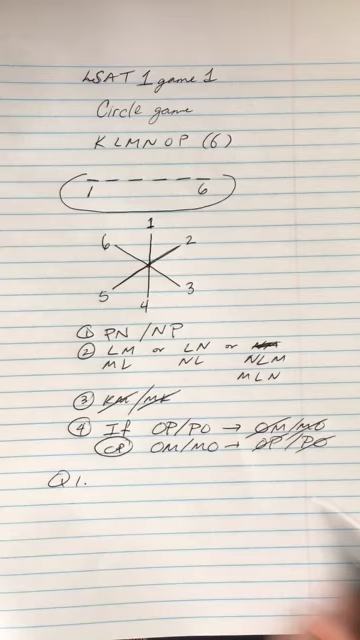 LSAT 1 game 1
Circle game
K L M N O P (6)
1 6
1
6 2
5 3
4
① PN / NP
② LM or LN or
ML NL NLM
MLN
③ KM / MK
④ If OP/PO → OM/MO
CP OM/MO → OP/PO
Q1.